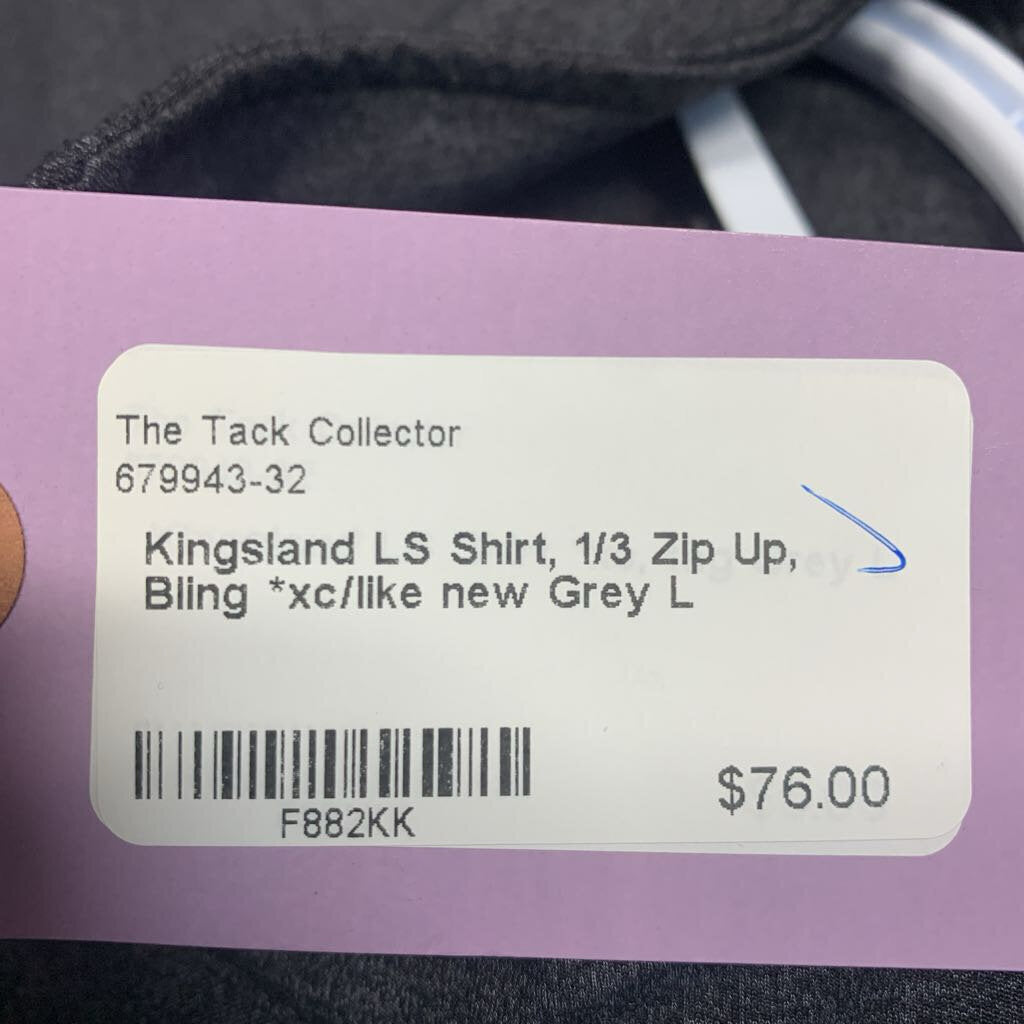 The Tack Collector
679943-32
Kingsland LS Shirt, 1/3 Zip Up,
Bling *xc/like new Grey L
F882KK
$76.00